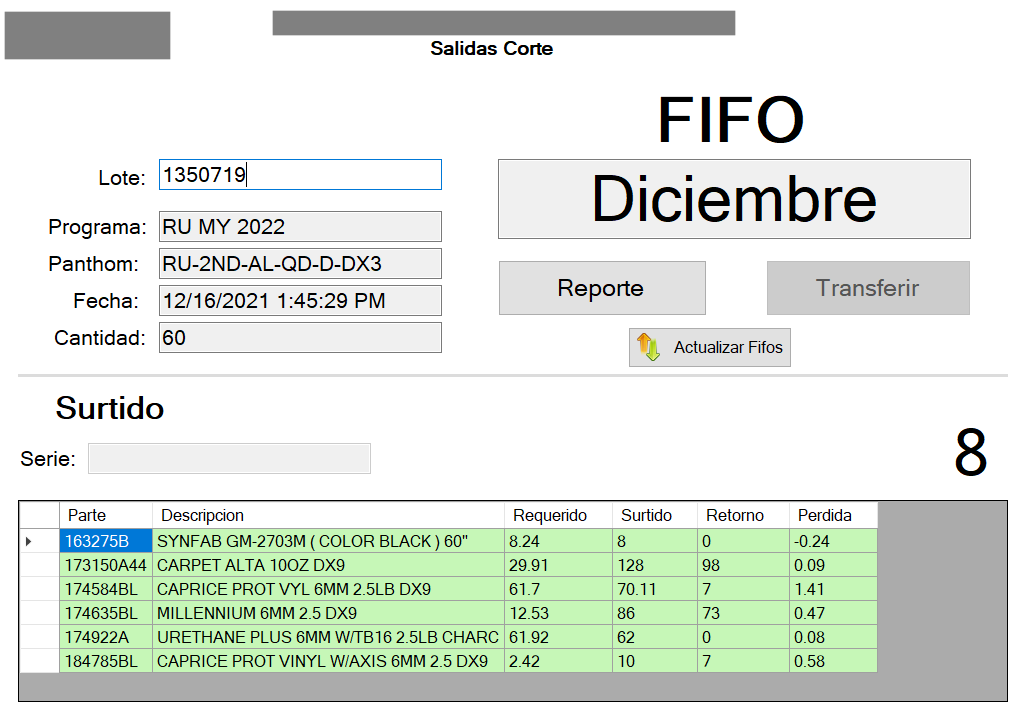 Salidas Corte
FIFO
Lote: 1350719
Diciembre
Programa: RU MY 2022
Panthom: RU-2ND-AL-QD-D-DX3
Fecha: 12/16/2021 1:45:29 PM
Cantidad: 60
Reporte Transferir
Actualizar Fifos
Surtido
Serie:
8
Parte Descripcion Requerido Surtido Retorno Perdida
163275B SYNFAB GM-2703M ( COLOR BLACK ) 60" 8.24 8 0 -0.24
173150A44 CARPET ALTA 10OZ DX9 29.91 128 98 0.09
174584BL CAPRICE PROT VYL 6MM 2.5LB DX9 61.7 70.11 7 1.41
174635BL MILLENNIUM 6MM 2.5 DX9 12.53 86 73 0.47
174922A URETHANE PLUS 6MM W/TB16 2.5LB CHARC 61.92 62 0 0.08
184785BL CAPRICE PROT VINYL W/AXIS 6MM 2.5 DX9 2.42 10 7 0.58